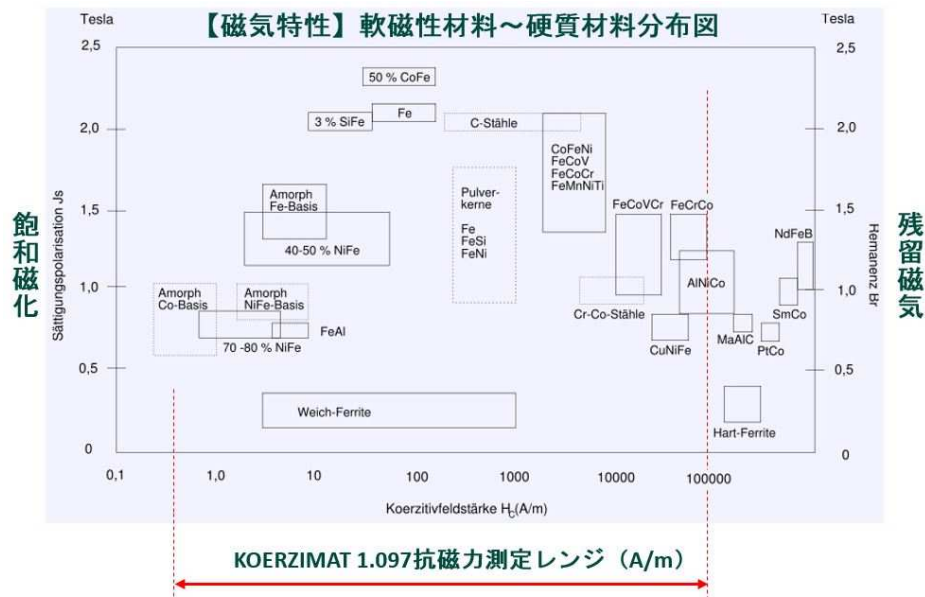 【磁気特性】軟磁性材料～硬質材料分布図
Tesla
Tesla
2,5
2,5
50 % CoFe
3 % SiFe
Fe
C-Stähle
2,0
2,0
CoFeNi
FeCoV
FeCoCr
FeMnNiTi
Amorph
Fe-Basis
Pulver-
kerne
Fe
FeSi
FeNi
FeCoVCr
FeCrCo
1,5
1,5
NdFeB
40-50 % NiFe
AlNiCo
飽和磁化
Sättigungspolarisation Js
Hemanenz Br
残留磁気
1,0
1,0
Amorph
Co-Basis
Amorph
NiFe-Basis
Cr-Co-Stähle
SmCo
FeAl
70 -80 % NiFe
CuNiFe
MaAlC
PtCo
0,5
0,5
Weich-Ferrite
Hart-Ferrite
0
0
0,1
1,0
10
100
1000
10000
100000
Koerzitivfeldstärke HC(A/m)
KOERZIMAT 1.097抗磁力測定レンジ（A/m）